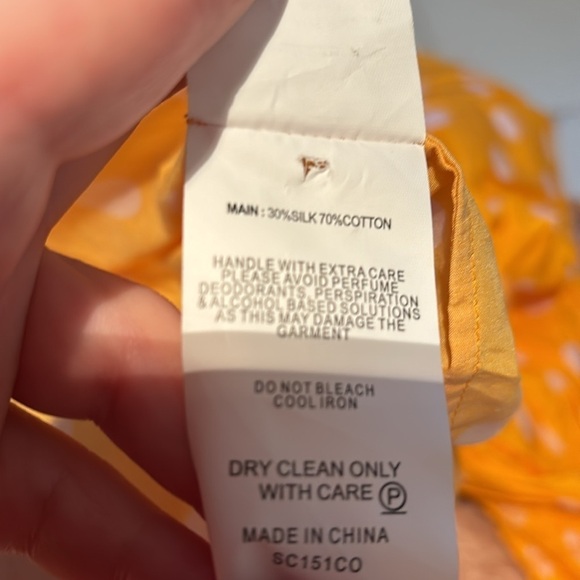 MAIN : 30%SILK 70%COTTON
HANDLE WITH EXTRA CARE
PLEASE AVOID PERFUME
DEODORANTS, PERSPIRATION
& ALCOHOL BASED SOLUTIONS
AS THIS MAY DAMAGE THE
GARMENT
DO NOT BLEACH
COOL IRON
DRY CLEAN ONLY
WITH CARE P
MADE IN CHINA
SC151CO